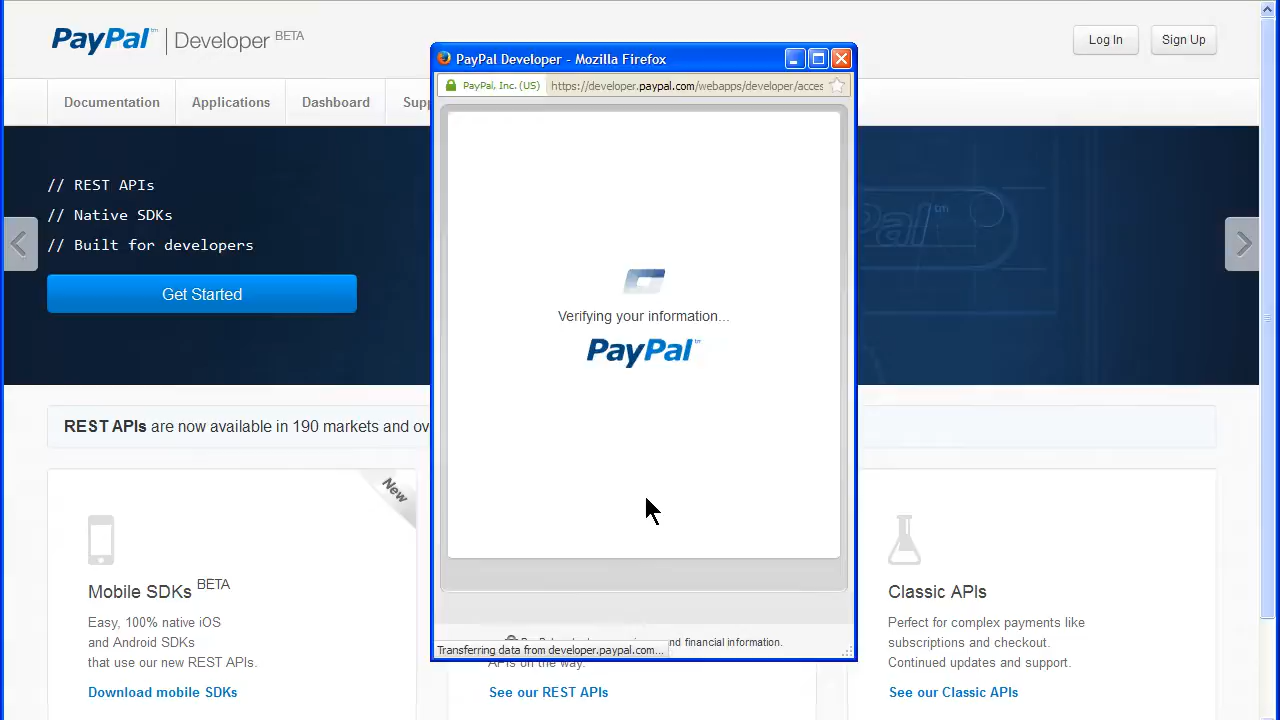 PayPal™ | Developer BETA
Log In
Sign Up
Documentation
Applications
Dashboard
// REST APIs
// Native SDKs
// Built for developers
Get Started
Pal™
REST APIs are now available in 190 markets and
New
Mobile SDKs BETA
Easy, 100% native iOS
and Android SDKs
that use our new REST APIs.
Download mobile SDKs
PayPal Developer - Mozilla Firefox
PayPal, Inc. (US)
https://developer.paypal.com/webapps/developer/acces
Verifying your information...
PayPal™
and financial information.
Transferring data from developer.paypal.com...
APIs on the way.
See our REST APIs
Classic APIs
Perfect for complex payments like
subscriptions and checkout.
Continued updates and support.
See our Classic APIs